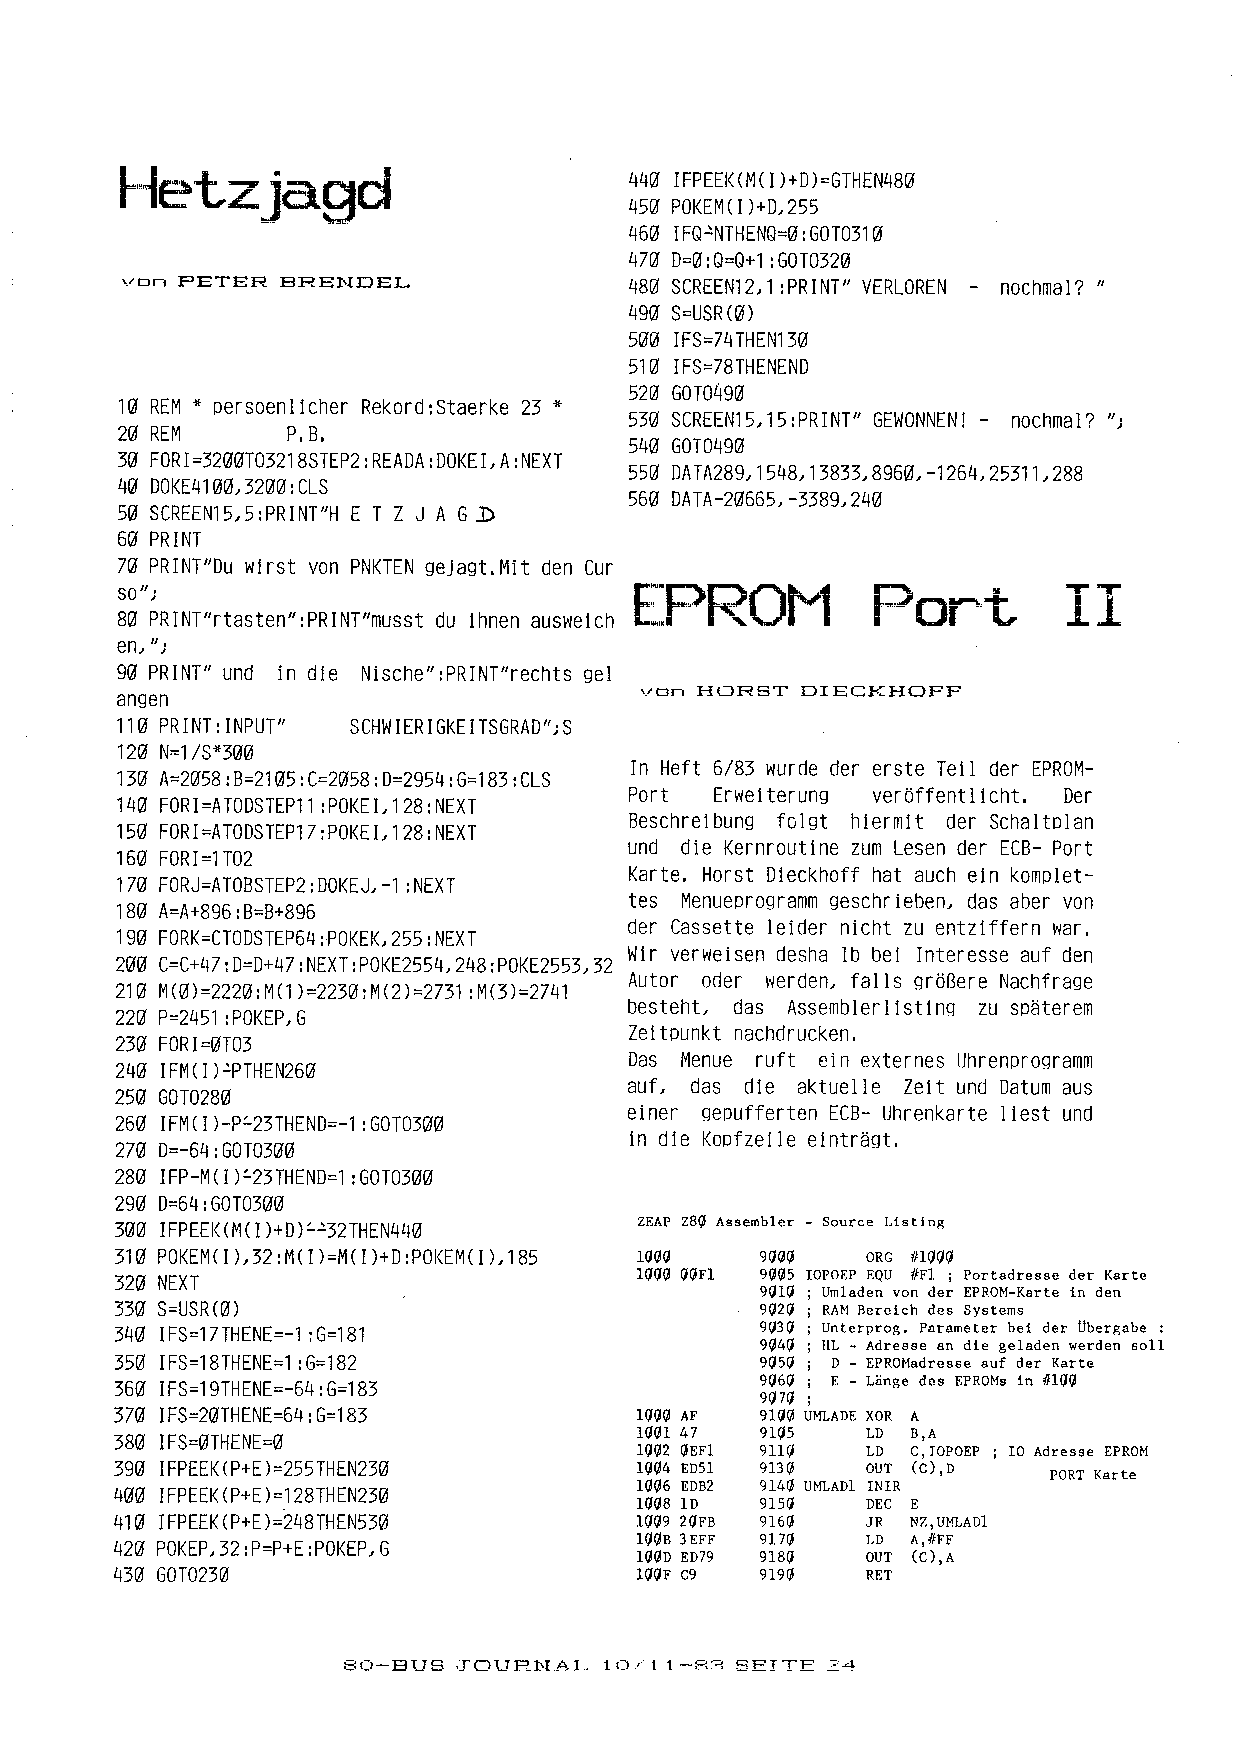 Hetzjagd
von PETER BRENDEL
10 REM * persoenlicher Rekord:Staerke 23 *
20 REM          P.B.
30 FORI=3200TO3218STEP2:READA:DOKEI,A:NEXT
40 DOKE4100,3200:CLS
50 SCREEN15,5:PRINT"H E T Z J A G D
60 PRINT
70 PRINT"Du wirst von PNKTEN gejagt.Mit den Cur
so";
80 PRINT"rtasten":PRINT"musst du ihnen ausweich
en,";
90 PRINT" und  in die  Nische":PRINT"rechts gel
angen
110 PRINT:INPUT"      SCHWIERIGKEITSGRAD";S
120 N=1/S*300
130 A=2058:B=2105:C=2058:D=2954:G=183:CLS
140 FORI=ATODSTEP11:POKEI,128:NEXT
150 FORI=ATODSTEP17:POKEI,128:NEXT
160 FORI=1TO2
170 FORJ=ATOBSTEP2:DOKEJ,-1:NEXT
180 A=A+896:B=B+896
190 FORK=CTODSTEP64:POKEK,255:NEXT
200 C=C+47:D=D+47:NEXT:POKE2554,248:POKE2553,32
210 M(0)=2220:M(1)=2230:M(2)=2731:M(3)=2741
220 P=2451:POKEP,G
230 FORI=0TO3
240 IFM(I)PTHEN260
250 GOTO280
260 IFM(I)-P23THEND=-1:GOTO300
270 D=-64:GOTO300
280 IFP-M(I)23THEND=1:GOTO300
290 D=64:GOTO300
300 IFPEEK(M(I)+D)32THEN440
310 POKEM(I),32:M(I)=M(I)+D:POKEM(I),185
320 NEXT
330 S=USR(0)
340 IFS=17THENE=-1:G=181
350 IFS=18THENE=1:G=182
360 IFS=19THENE=-64:G=183
370 IFS=20THENE=64:G=183
380 IFS=0THENE=0
390 IFPEEK(P+E)=255THEN230
400 IFPEEK(P+E)=128THEN230
410 IFPEEK(P+E)=248THEN530
420 POKEP,32:P=P+E:POKEP,G
430 GOTO230
440 IFPEEK(M(I)+D)=GTHEN480
450 POKEM(I)+D,255
460 IFQNTHENQ=0:GOTO310
470 D=0:Q=Q+1:GOTO320
480 SCREEN12,1:PRINT" VERLOREN  -  nochmal? "
490 S=USR(0)
500 IFS=74THEN130
510 IFS=78THENEND
520 GOTO490
530 SCREEN15,15:PRINT" GEWONNEN! -  nochmal? ";
540 GOTO490
550 DATA289,1548,13833,8960,-1264,25311,288
560 DATA-20665,-3389,240
EPROM Port II
von HORST DIECKHOFF
In Heft 6/83 wurde der erste Teil der EPROM-
Port Erweiterung veröffentlicht. Der
Beschreibung folgt hiermit der Schaltplan
und die Kernroutine zum Lesen der ECB- Port
Karte. Horst Dieckhoff hat auch ein komplet-
tes Menueprogramm geschrieben, das aber von
der Cassette leider nicht zu entziffern war.
Wir verweisen desha lb bei Interesse auf den
Autor oder werden, falls größere Nachfrage
besteht, das Assemblerlisting zu späterem
Zeitpunkt nachdrucken.
Das Menue ruft ein externes Uhrenprogramm
auf, das die aktuelle Zeit und Datum aus
einer gepufferten ECB- Uhrenkarte liest und
in die Kopfzeile einträgt.
ZEAP Z80 Assembler - Source Listing
1000 9000 ORG #1000
1000 00F1 9005 IOPOEP EQU #F1 ; Portadresse der Karte
9010 ; Umladen von der EPROM-Karte in den
9020 ; RAM Bereich des Systems
9030 ; Unterprog. Parameter bei der Übergabe :
9040 ; HL - Adresse an die geladen werden soll
9050 ; D - EPROMadresse auf der Karte
9060 ; E - Länge des EPROMs in #100
9070 ;
1000 AF 9100 UMLADE XOR A
1001 47 9105 LD B,A
1002 0EF1 9110 LD C,IOPOEP ; IO Adresse EPROM
1004 ED51 9130 OUT (C),D PORT Karte
1006 EDB2 9140 UMLAD1 INIR
1008 1D 9150 DEC E
1009 20FB 9160 JR NZ,UMLAD1
100B 3EFF 9170 LD A,#FF
100D ED79 9180 OUT (C),A
100F C9 9190 RET
80-BUS JOURNAL 10/11-83 SEITE 24